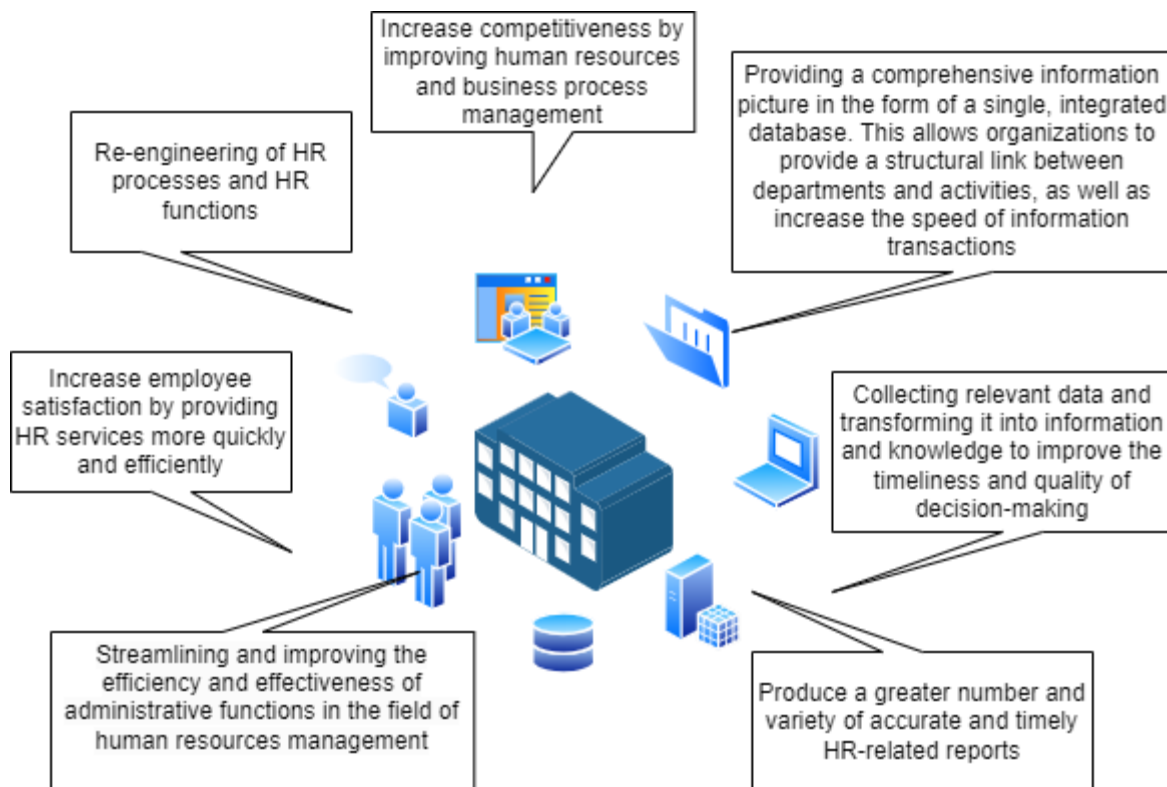 Increase competitiveness by
improving human resources
and business process
management
Providing a comprehensive information
picture in the form of a single, integrated
database. This allows organizations to
provide a structural link between
departments and activities, as well as
increase the speed of information
transactions
Re-engineering of HR
processes and HR
functions
Increase employee
satisfaction by providing
HR services more quickly
and efficiently
Collecting relevant data and
transforming it into information
and knowledge to improve the
timeliness and quality of
decision-making
Streamlining and improving the
efficiency and effectiveness of
administrative functions in the field of
human resources management
Produce a greater number and
variety of accurate and timely
HR-related reports